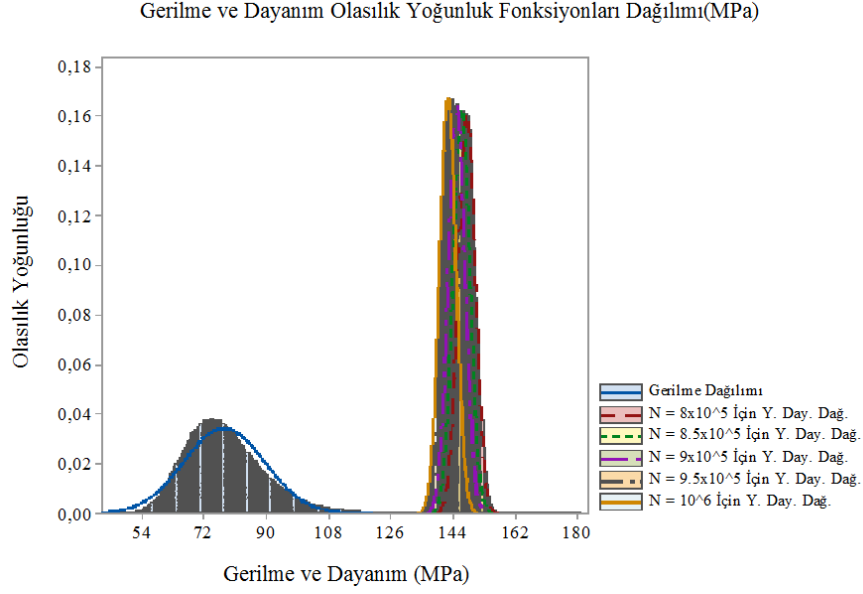 Gerilme ve Dayanım Olasılık Yoğunluk Fonksiyonları Dağılımı(MPa)
0,18
0,16
0,14
0,12
0,10
0,08
0,06
0,04
0,02
0,00
Olasılık Yoğunluğu
54 72 90 108 126 144 162 180
Gerilme ve Dayanım (MPa)
Gerilme Dağılımı
N = 8x10^5 İçin Y. Day. Dağ.
N = 8.5x10^5 İçin Y. Day. Dağ.
N = 9x10^5 İçin Y. Day. Dağ.
N = 9.5x10^5 İçin Y. Day. Dağ.
N = 10^6 İçin Y. Day. Dağ.